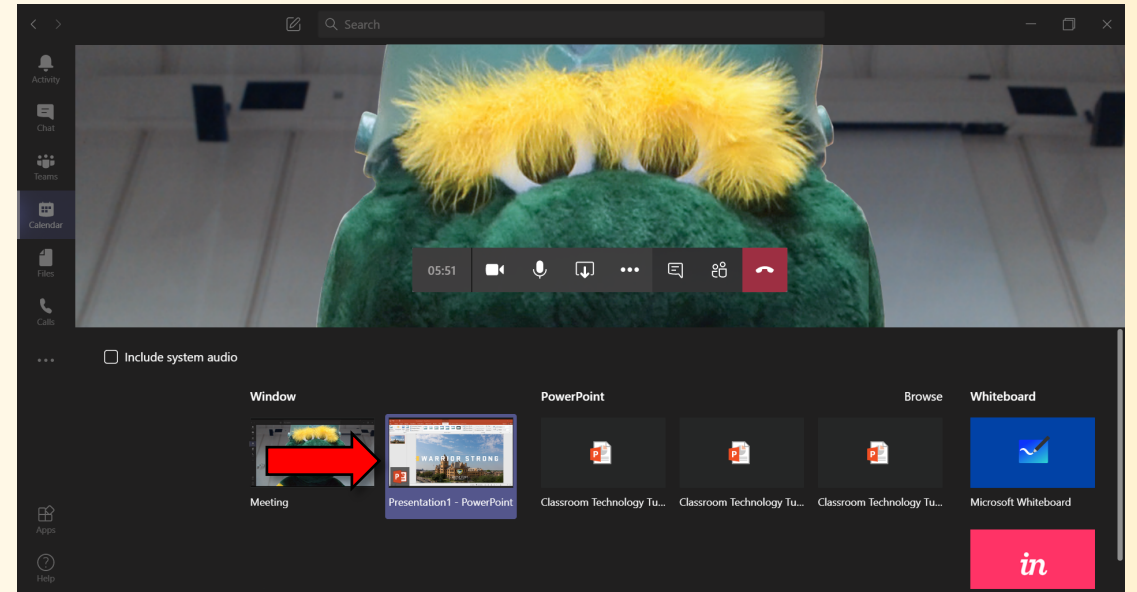 Search
Activity
Chat
Teams
Calendar
Files
Calls
Apps
Help
05:51
Include system audio
Window
PowerPoint
Browse
Whiteboard
WARRIOR STRONG
Meeting
Presentation1 - PowerPoint
Classroom Technology Tu...
Classroom Technology Tu...
Classroom Technology Tu...
Microsoft Whiteboard
in